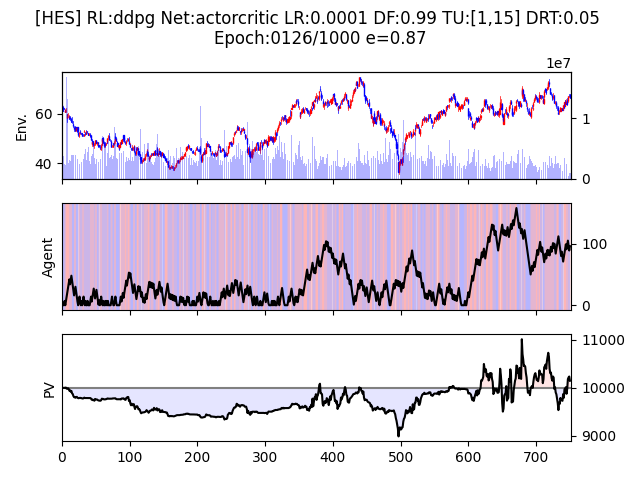 [HES] RL:ddpg Net:actorcritic LR:0.0001 DF:0.99 TU:[1,15] DRT:0.05
Epoch:0126/1000 e=0.87
1e7
Env.
60
40
1
0
Agent
100
0
PV
11000
10000
9000
0 100 200 300 400 500 600 700